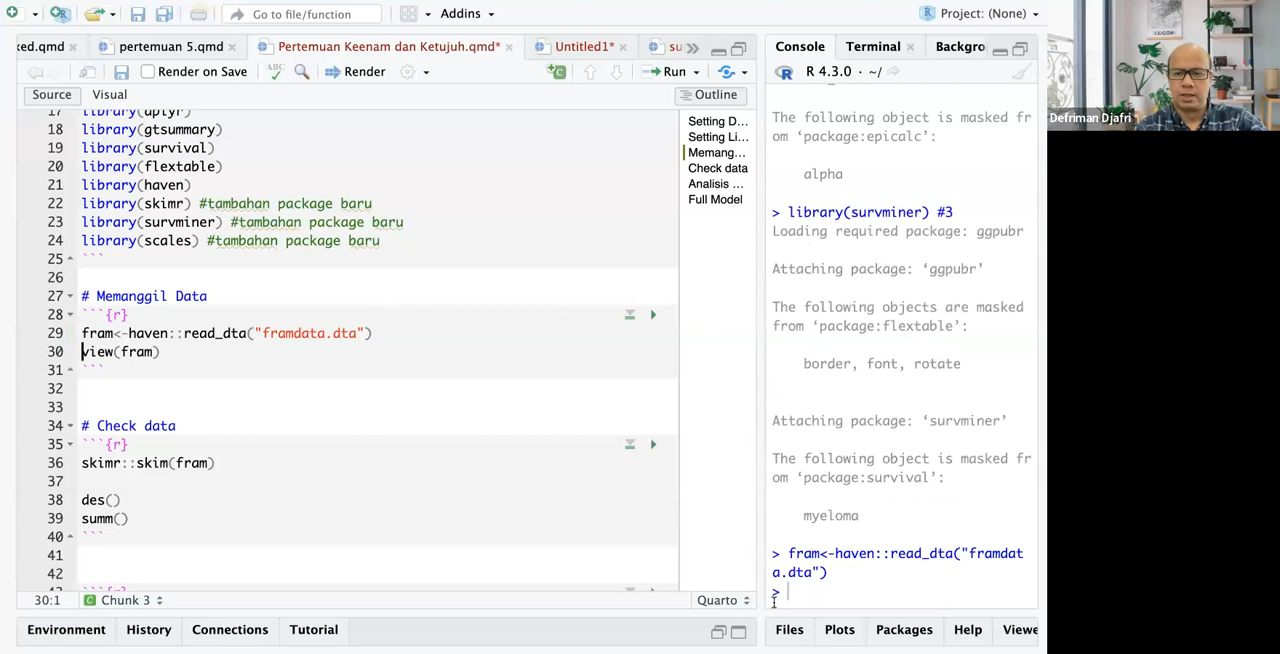 Go to file/function
Addins
Project: (None)
ked.qmd
pertemuan 5.qmd
Pertemuan Keenam dan Ketujuh.qmd*
Untitled1*
su
Console
Terminal
Backgro
Render on Save
ABC
Render
Run
R 4.3.0 · ~/
Source
Visual
Outline
17 library(dplyr)
18 library(gtsummary)
19 library(survival)
20 library(flextable)
21 library(haven)
22 library(skimr) #tambahan package baru
23 library(survminer) #tambahan package baru
24 library(scales) #tambahan package baru
25 ```
26
27 # Memanggil Data
28 ```{r}
29 fram<-haven::read_dta("framdata.dta")
30 view(fram)
31 ```
32
33
34 # Check data
35 ```{r}
36 skimr::skim(fram)
37
38 des()
39 summ()
40 ```
41
42
Setting D...
Setting Li...
Memang...
Check data
Analisis ...
Full Model
The following object is masked fr
om ‘package:epicalc’:
alpha
> library(survminer) #3
Loading required package: ggpubr
Attaching package: ‘ggpubr’
The following objects are masked
from ‘package:flextable’:
border, font, rotate
Attaching package: ‘survminer’
The following object is masked fr
om ‘package:survival’:
myeloma
> fram<-haven::read_dta("framdat
a.dta")
>
30:1
Chunk 3
Quarto
Environment
History
Connections
Tutorial
Files
Plots
Packages
Help
Viewe
SAIGON
Defriman Djafri